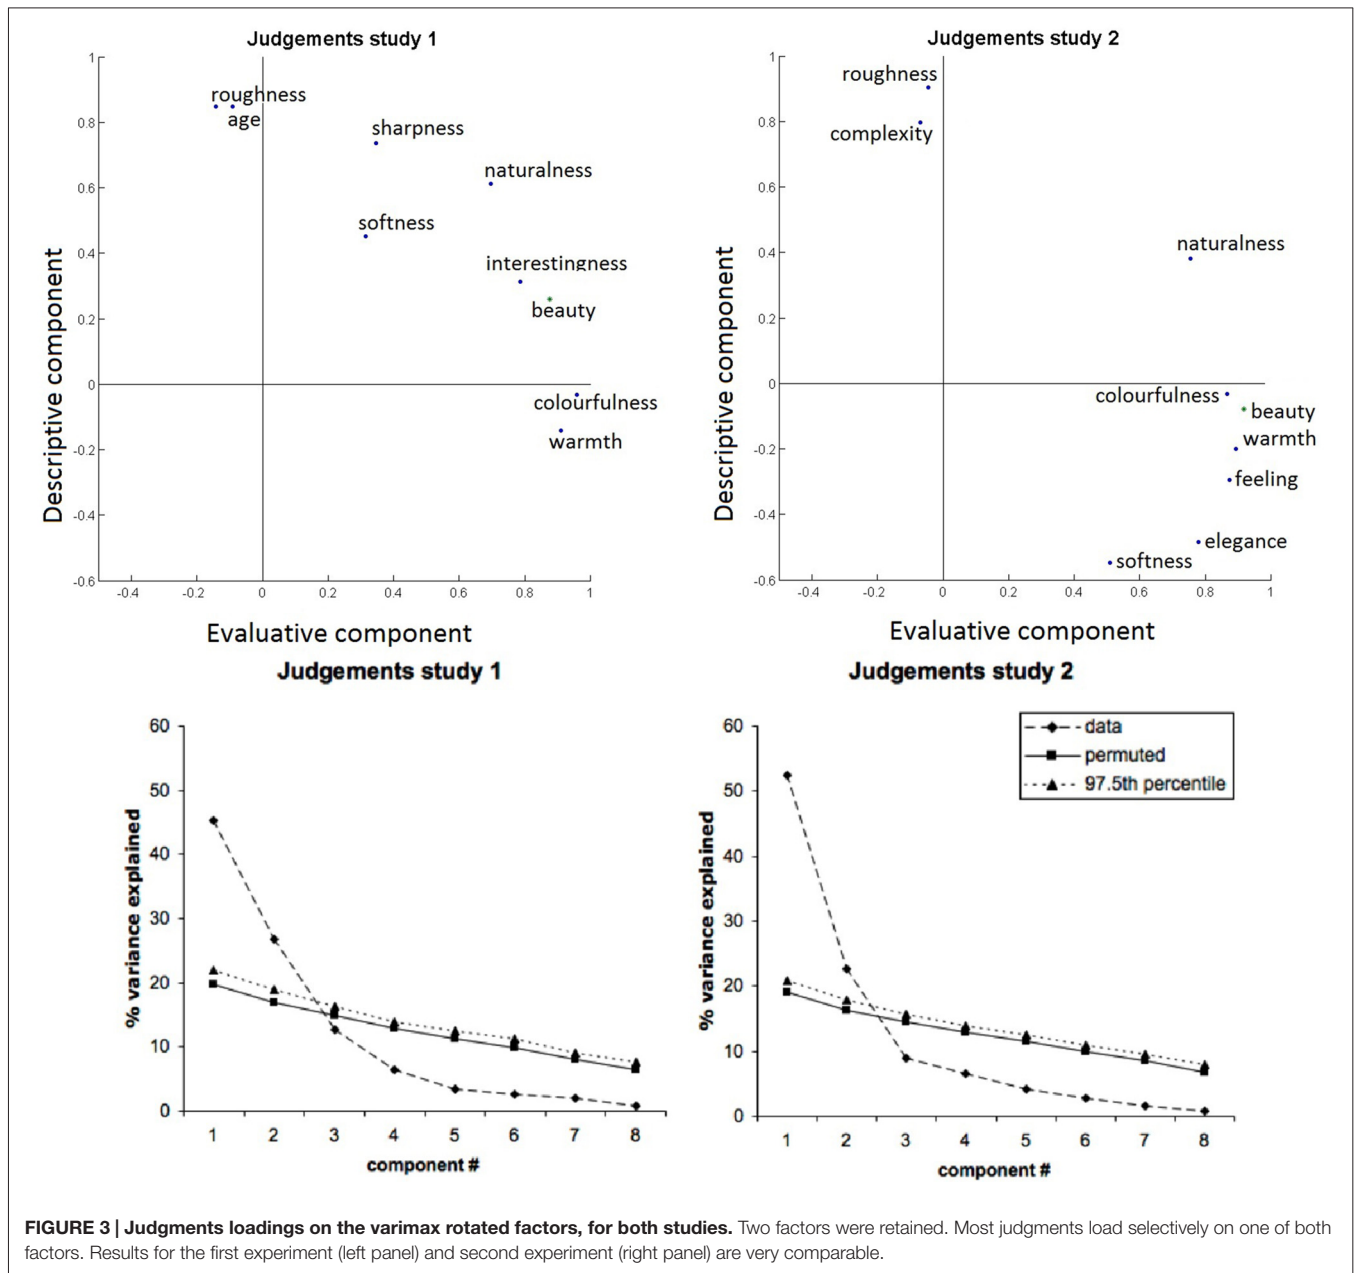 Judgements study 1
1
0.8
0.6
0.4
0.2
0
-0.2
-0.4
-0.6
-0.4
-0.2
0
0.2
0.4
0.6
0.8
1
roughness
age
sharpness
naturalness
softness
interestingness
beauty
colourfulness
warmth
Descriptive component
Evaluative component
Judgements study 2
1
0.8
0.6
0.4
0.2
0
-0.2
-0.4
-0.6
-0.4
-0.2
0
0.2
0.4
0.6
0.8
1
roughness
complexity
naturalness
colourfulness
beauty
warmth
feeling
elegance
softness
Descriptive component
Evaluative component
Judgements study 1
60
50
40
30
20
10
0
1 2 3 4 5 6 7 8
% variance explained
component #
Judgements study 2
data
permuted
97.5th percentile
60
50
40
30
20
10
0
1 2 3 4 5 6 7 8
% variance explained
component #
FIGURE 3 | Judgments loadings on the varimax rotated factors, for both studies. Two factors were retained. Most judgments load selectively on one of both
factors. Results for the first experiment (left panel) and second experiment (right panel) are very comparable.